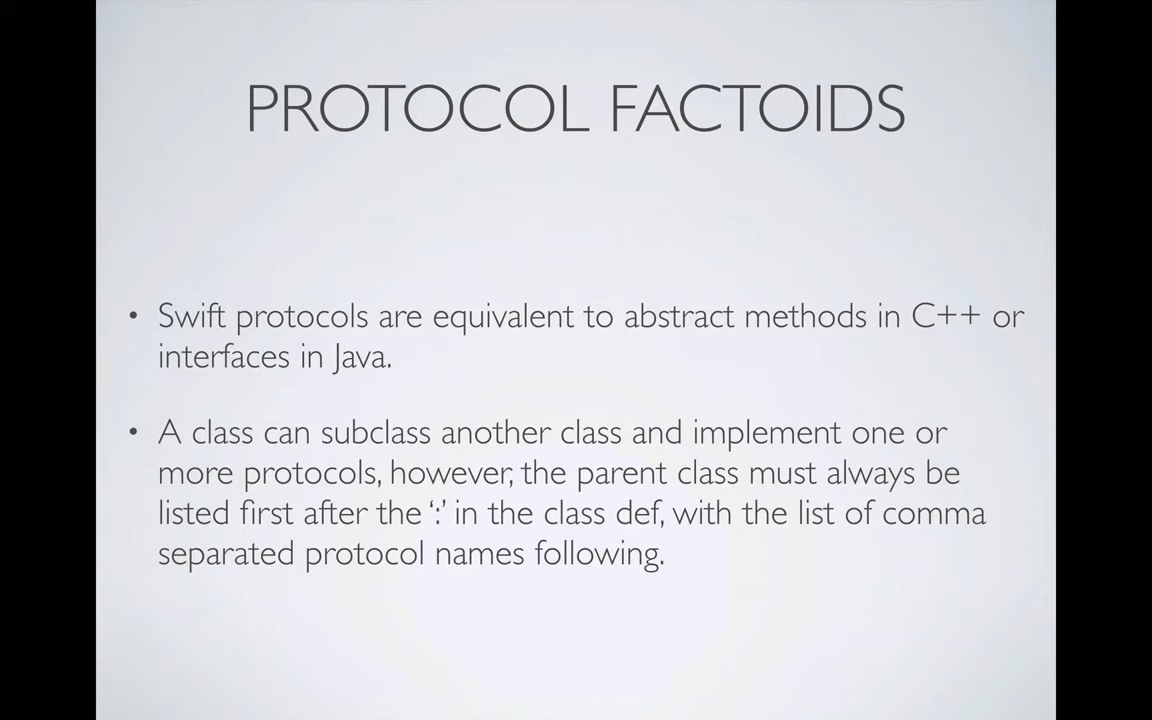 PROTOCOL FACTOIDS
• Swift protocols are equivalent to abstract methods in C++ or
interfaces in Java.
• A class can subclass another class and implement one or
more protocols, however, the parent class must always be
listed first after the ‘:’ in the class def, with the list of comma
separated protocol names following.